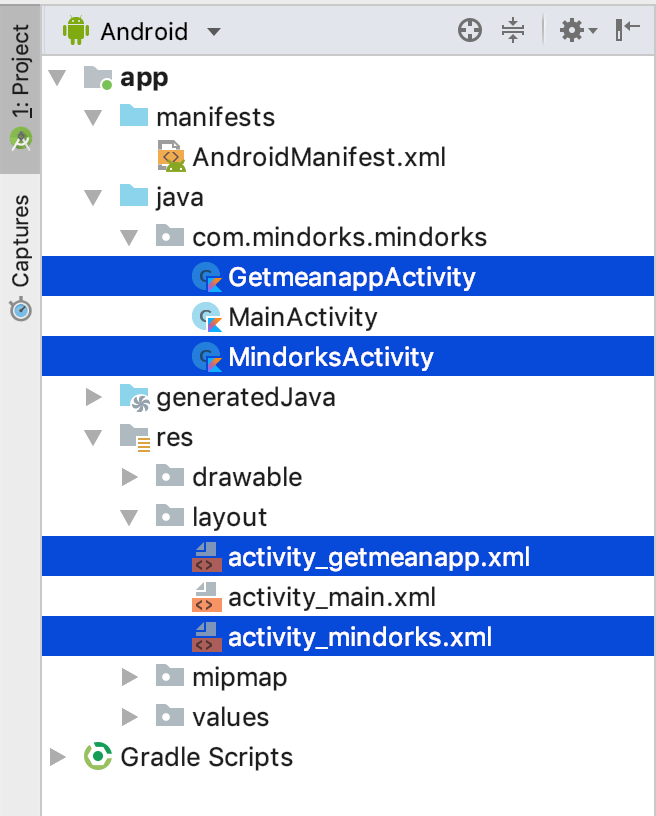 Android
1: Project
Captures
app
manifests
AndroidManifest.xml
java
com.mindorks.mindorks
GetmeanappActivity
MainActivity
MindorksActivity
generatedJava
res
drawable
layout
activity_getmeanapp.xml
activity_main.xml
activity_mindorks.xml
mipmap
values
Gradle Scripts